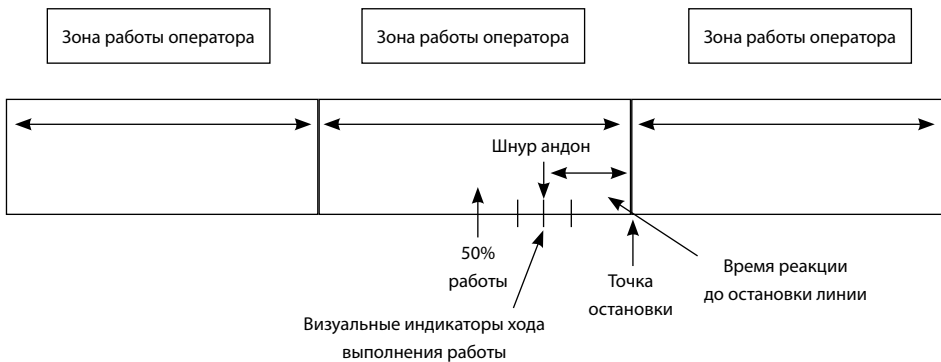 Зона работы оператора
Зона работы оператора
Зона работы оператора
Шнур андон
50%
работы
Точка
остановки
Время реакции
до остановки линии
Визуальные индикаторы хода
выполнения работы